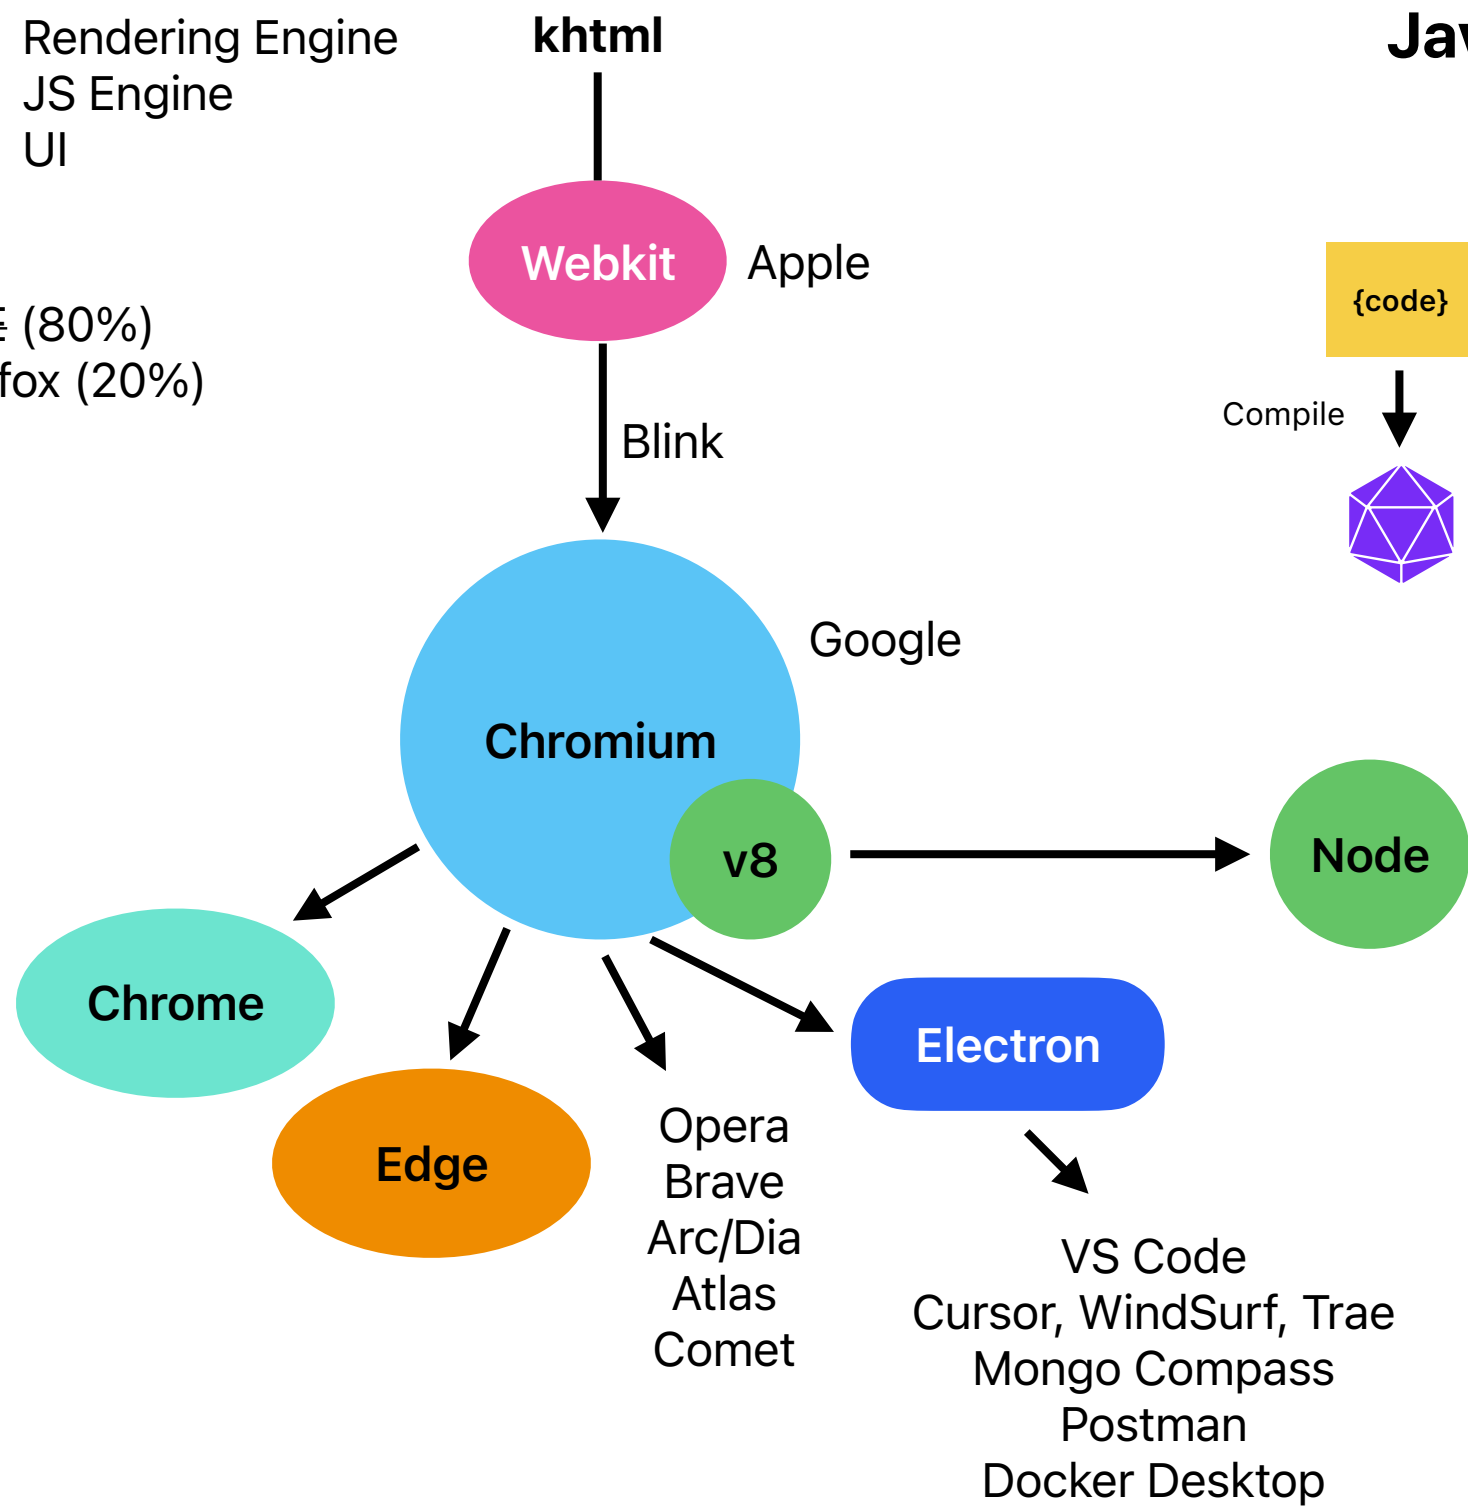 Rendering Engine
JS Engine
UI
khtml
Webkit
Apple
(80%)
fox (20%)
Blink
{code}
Compile
Google
Chromium
v8
Node
Chrome
Edge
Electron
Opera
Brave
Arc/Dia
Atlas
Comet
VS Code
Cursor, WindSurf, Trae
Mongo Compass
Postman
Docker Desktop